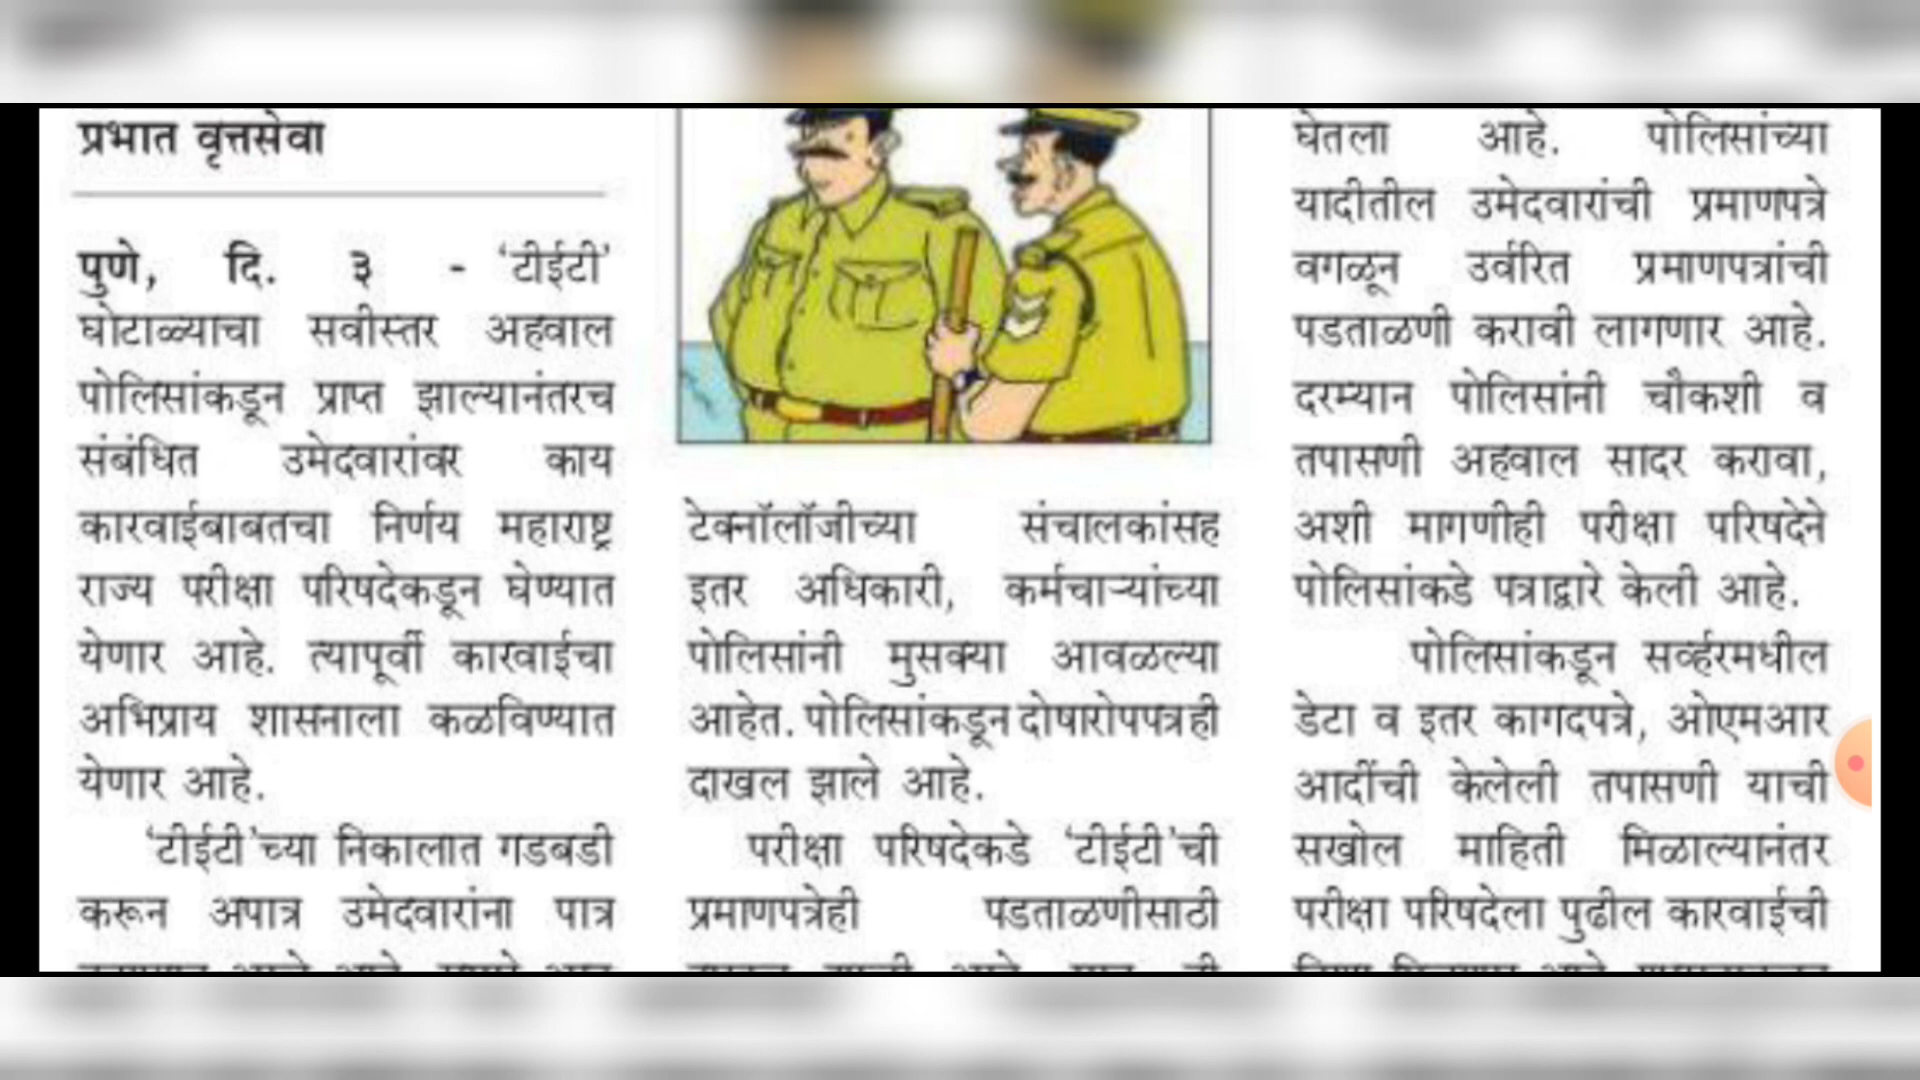 प्रभात वृत्तसेवा
पुणे, दि. ३ - 'टीईटी'
घोटाळ्याचा सवीस्तर अहवाल
पोलिसांकडून प्राप्त झाल्यानंतरच
संबंधित उमेदवारांवर काय
कारवाईबाबतचा निर्णय महाराष्ट्र
राज्य परीक्षा परिषदेकडून घेण्यात
येणार आहे. त्यापूर्वी कारवाईचा
अभिप्राय शासनाला कळविण्यात
येणार आहे.
'टीईटी'च्या निकालात गडबडी
करून अपात्र उमेदवारांना पात्र
टेक्नॉलॉजीच्या संचालकांसह
इतर अधिकारी, कर्मचाऱ्यांच्या
पोलिसांनी मुसक्या आवळल्या
आहेत. पोलिसांकडून दोषारोपपत्रही
दाखल झाले आहे.
परीक्षा परिषदेकडे 'टीईटी'ची
प्रमाणपत्रेही पडताळणीसाठी
घेतला आहे. पोलिसांच्या
यादीतील उमेदवारांची प्रमाणपत्रे
वगळून उर्वरित प्रमाणपत्रांची
पडताळणी करावी लागणार आहे.
दरम्यान पोलिसांनी चौकशी व
तपासणी अहवाल सादर करावा,
अशी मागणीही परीक्षा परिषदेने
पोलिसांकडे पत्राद्वारे केली आहे.
पोलिसांकडून सर्व्हरमधील
डेटा व इतर कागदपत्रे, ओएमआर
आदींची केलेली तपासणी याची
सखोल माहिती मिळाल्यानंतर
परीक्षा परिषदेला पुढील कारवाईची